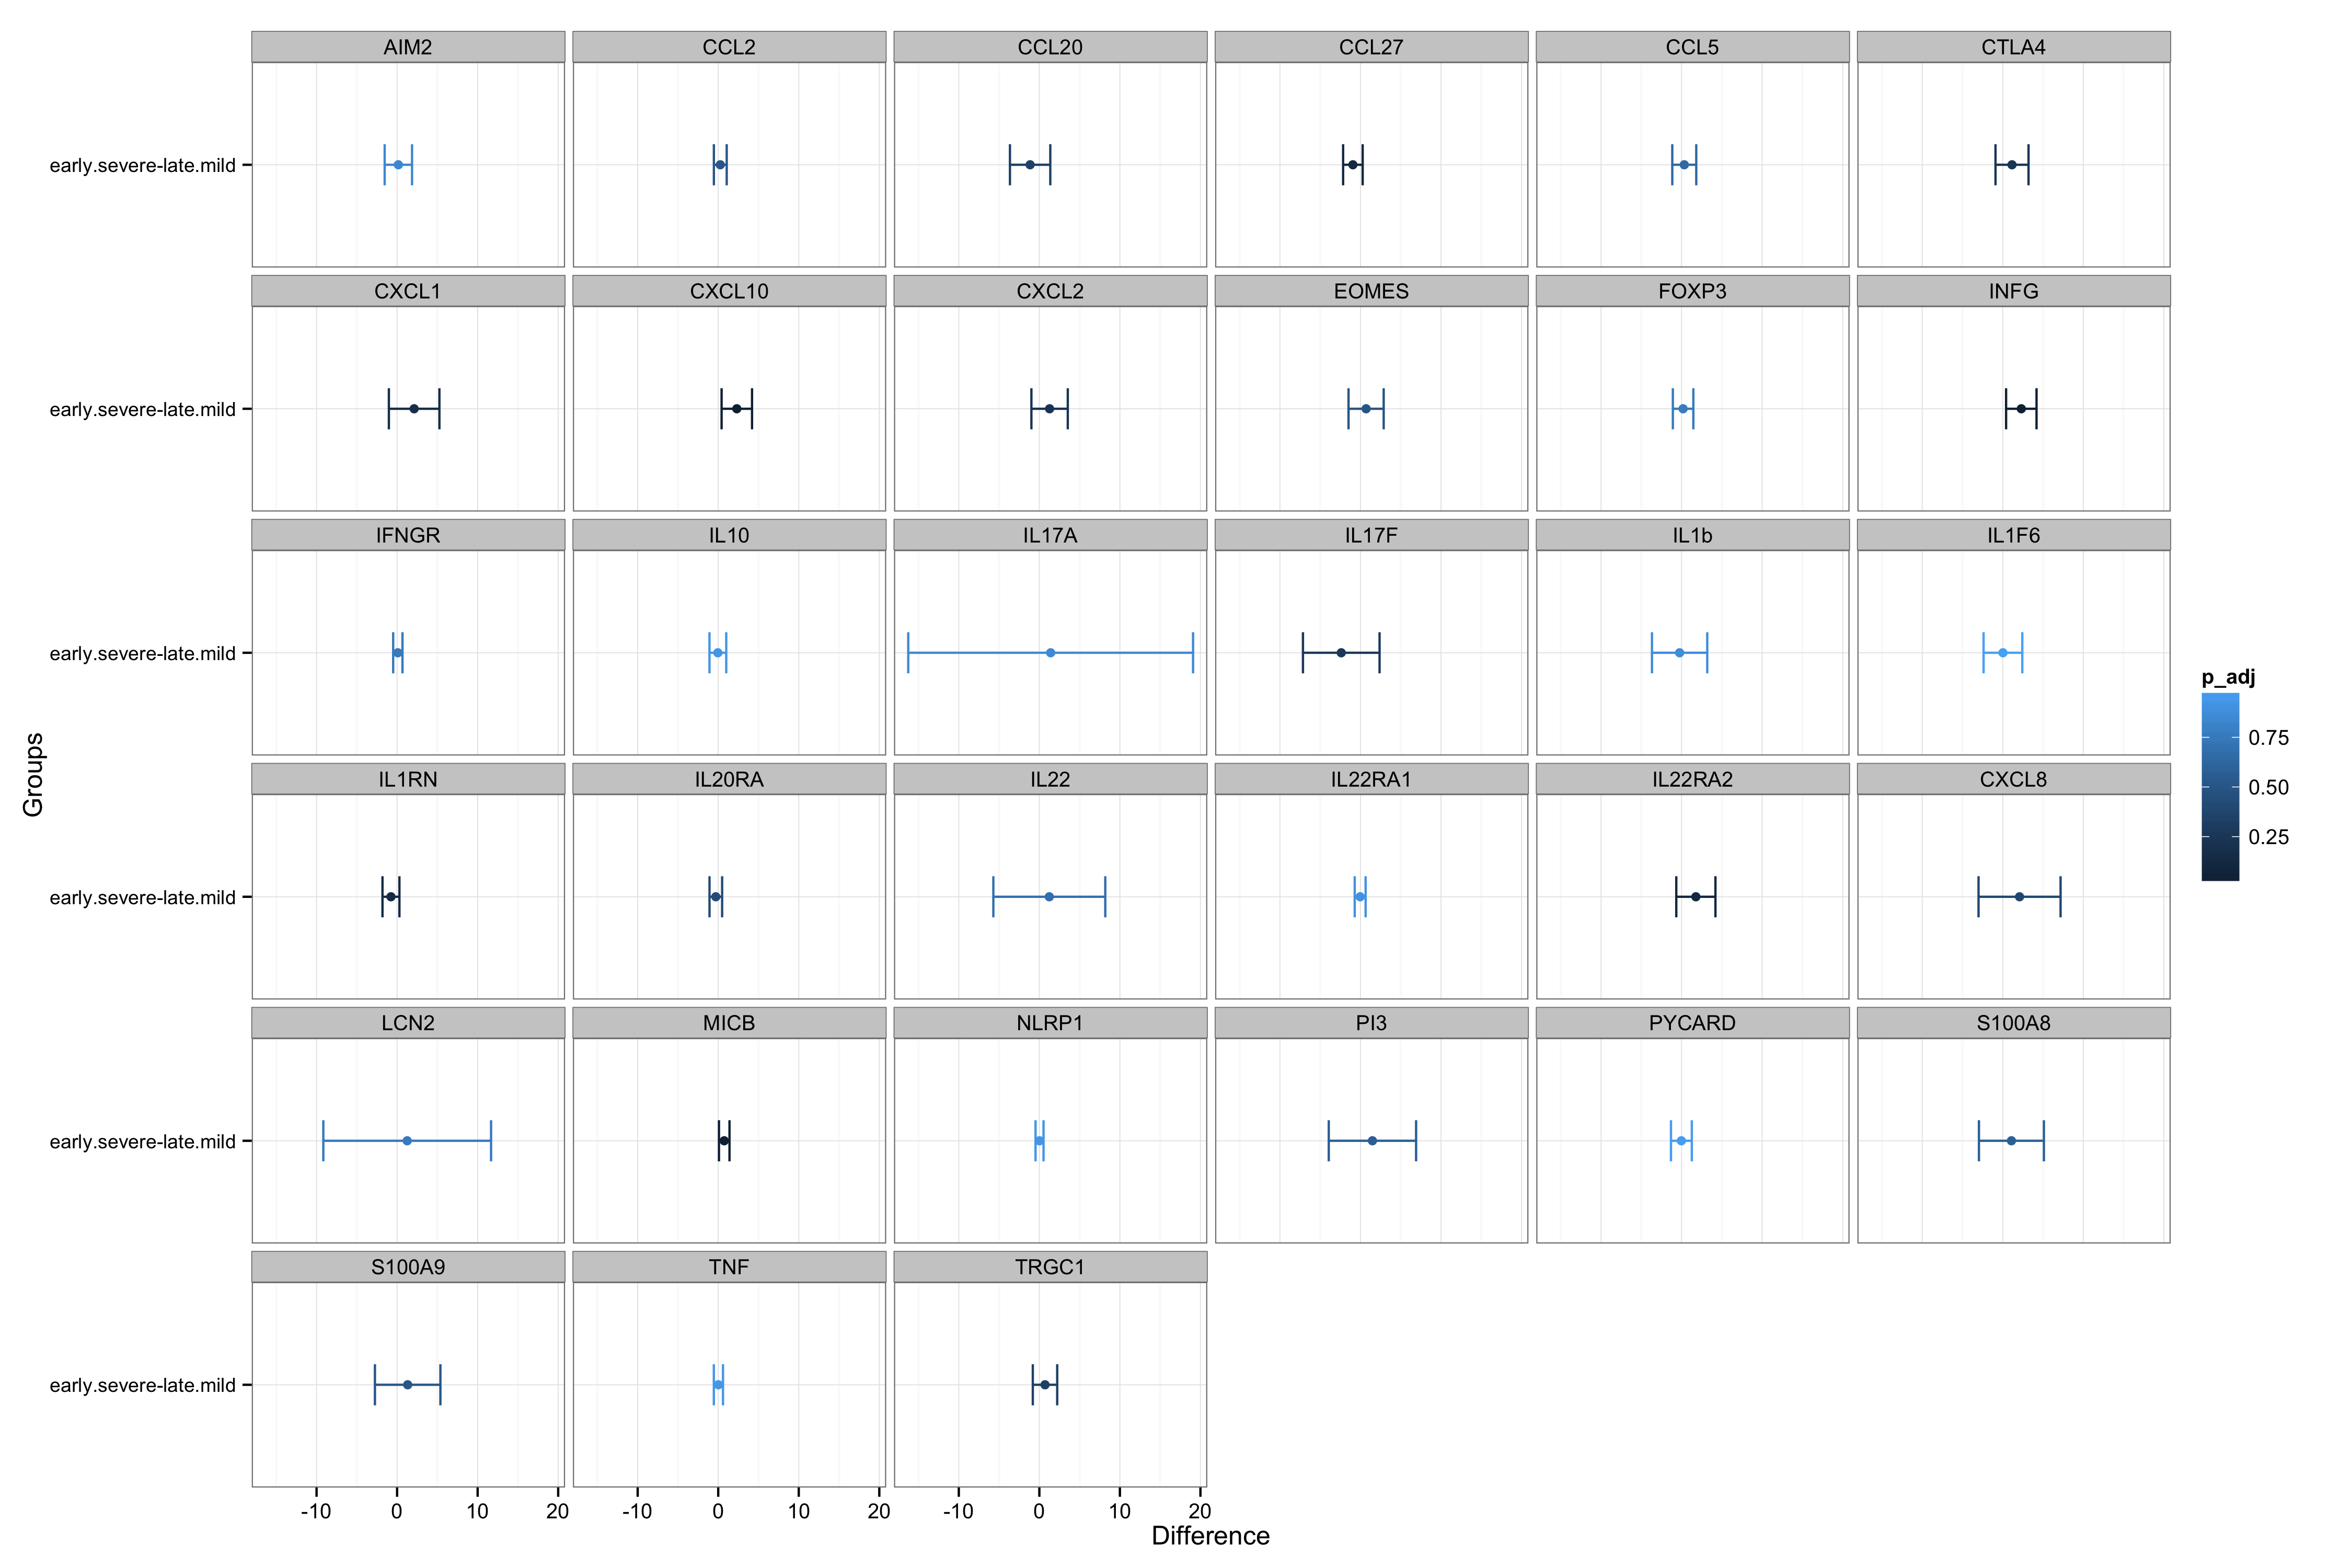 AIM2 CCL2 CCL20 CCL27 CCL5 CTLA4
early.severe-late.mild
CXCL1 CXCL10 CXCL2 EOMES FOXP3 INFG
early.severe-late.mild
IFNGR IL10 IL17A IL17F IL1b IL1F6
early.severe-late.mild
IL1RN IL20RA IL22 IL22RA1 IL22RA2 CXCL8
early.severe-late.mild
LCN2 MICB NLRP1 PI3 PYCARD S100A8
early.severe-late.mild
S100A9 TNF TRGC1
early.severe-late.mild
-10 0 10 20 -10 0 10 20 -10 0 10 20
Difference
Groups
p_adj
0.75
0.50
0.25